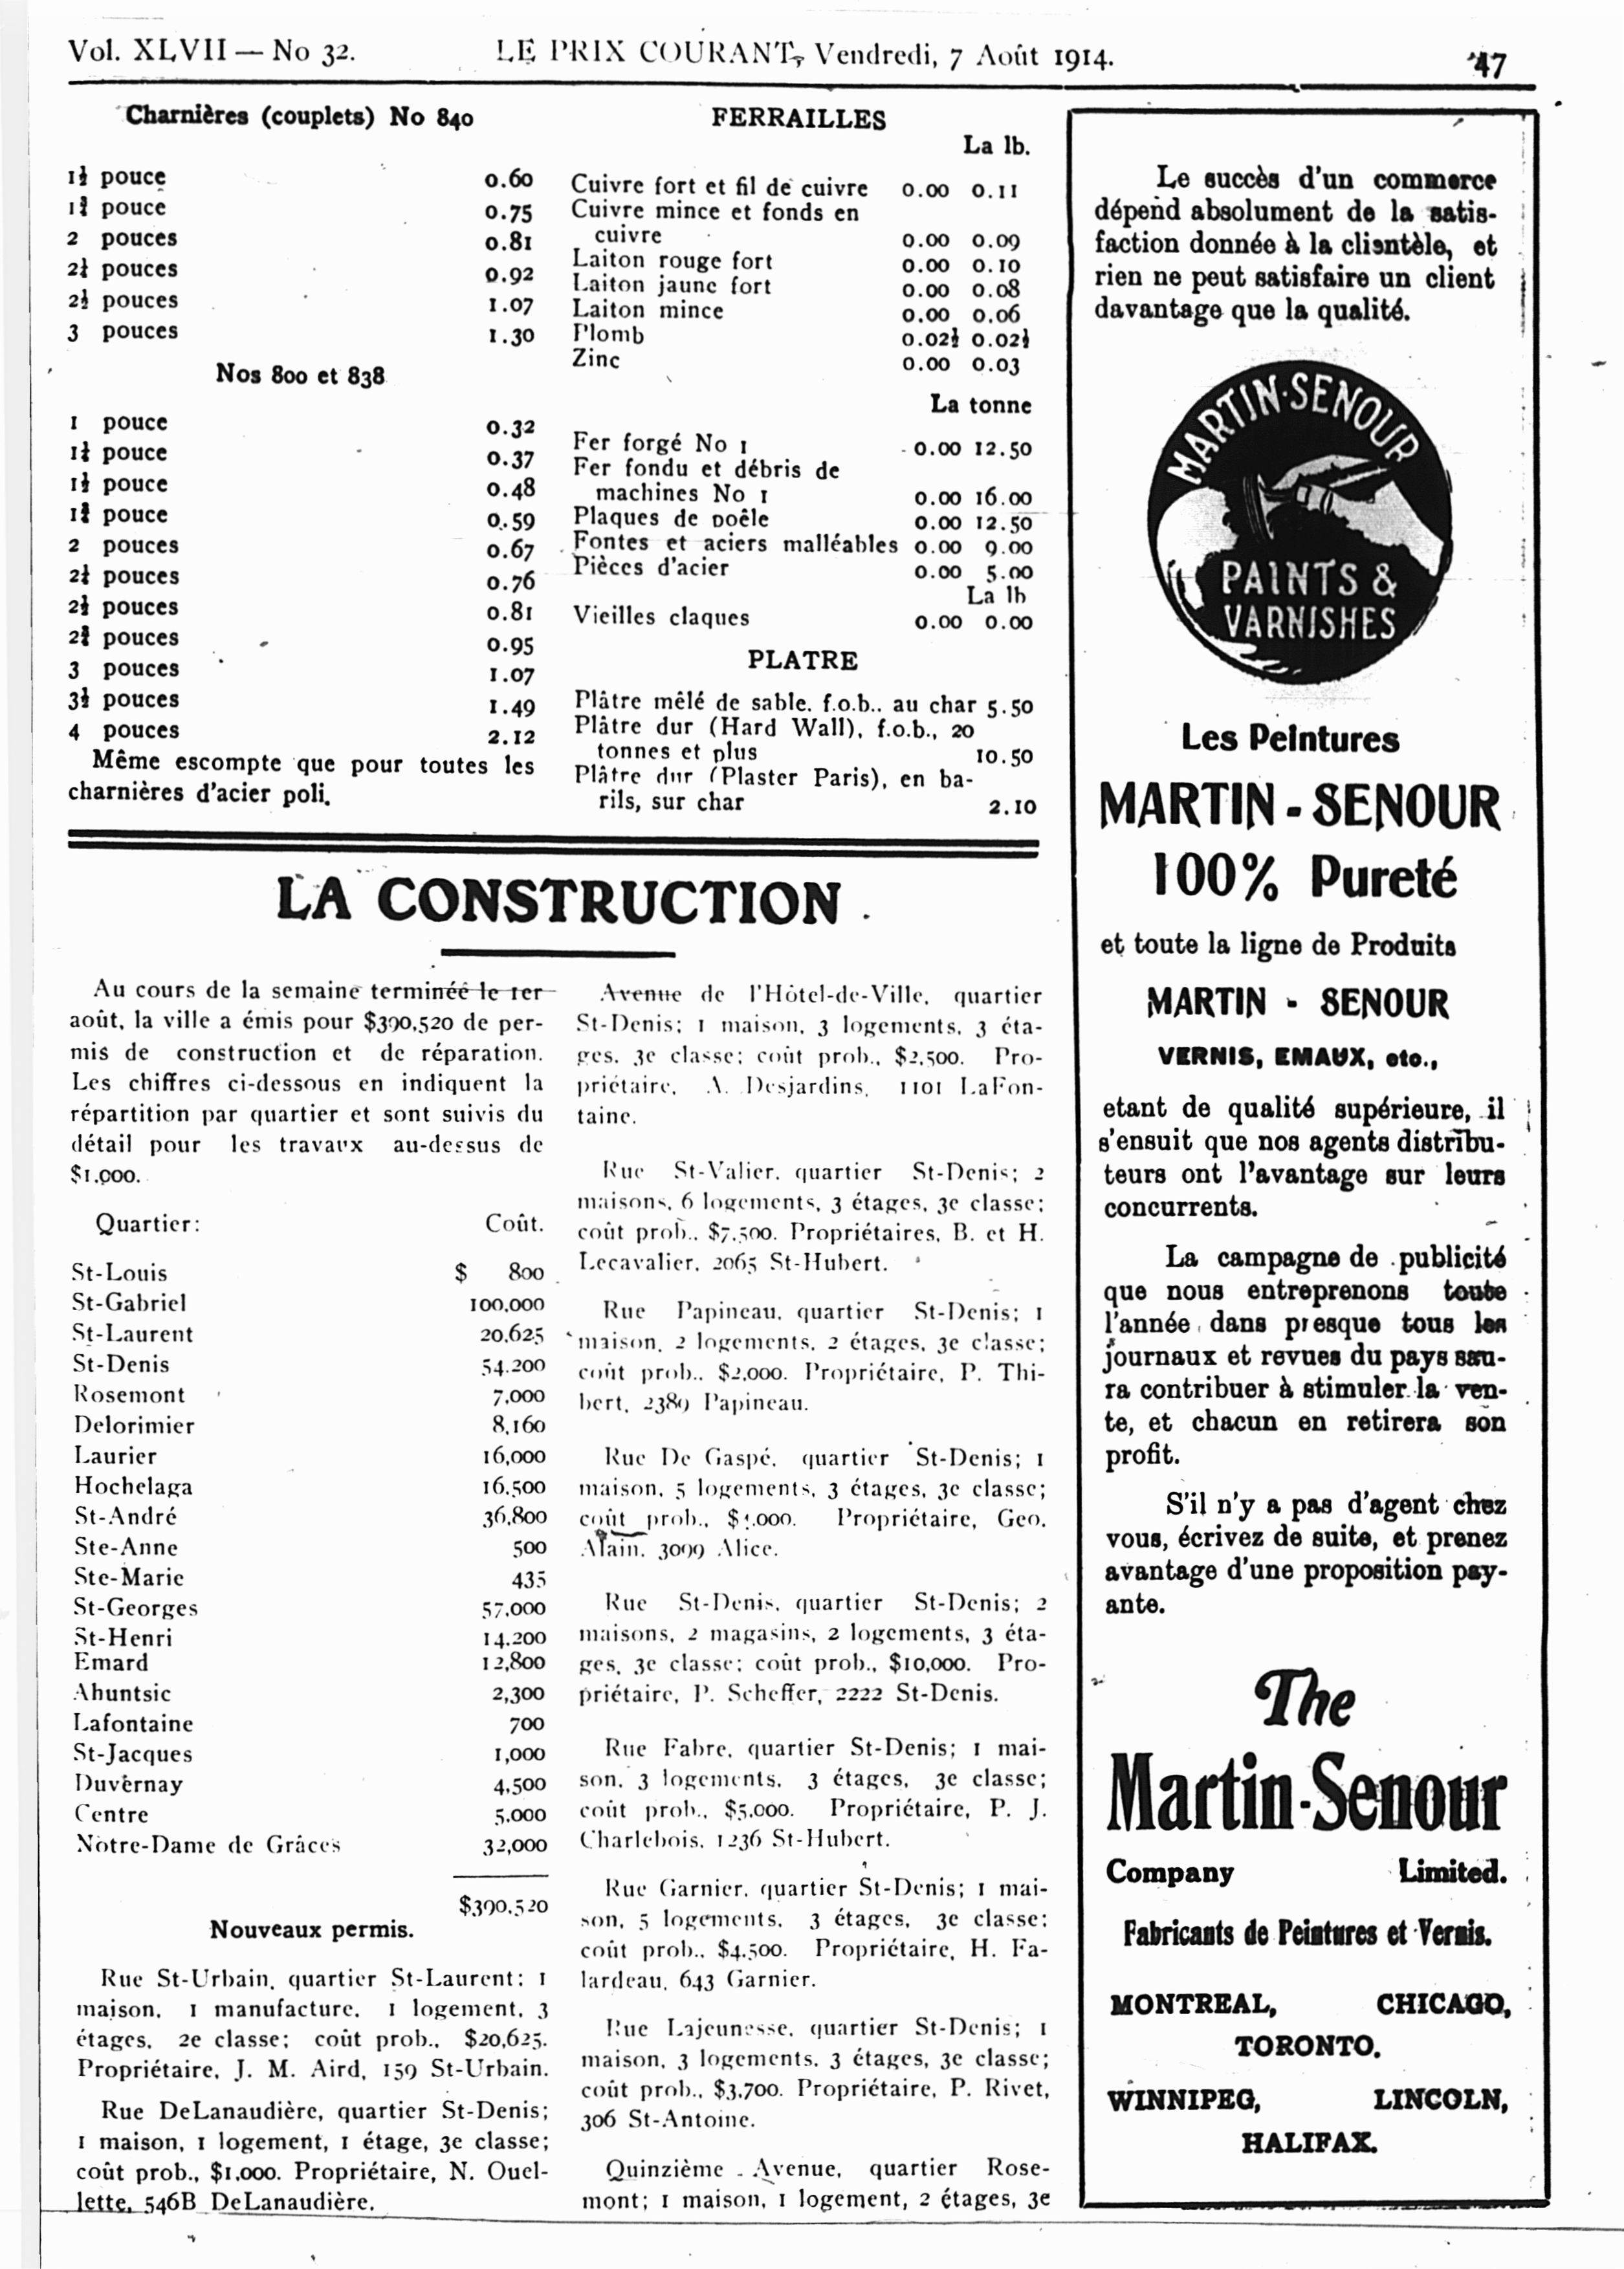 Vol. XLVII — No 32.
LE PRIX COURANT, Vendredi, 7 Août 1914.
47
Charnières (couplets) No 840
1½ pouce 0.60
1¾ pouce 0.75
2 pouces 0.81
2¼ pouces 0.92
2½ pouces 1.07
3 pouces 1.30
Nos 800 et 838
1 pouce 0.32
1¼ pouce 0.37
1½ pouce 0.48
1¾ pouce 0.59
2 pouces 0.67
2¼ pouces 0.76
2½ pouces 0.81
2¾ pouces 0.95
3 pouces 1.07
3½ pouces 1.49
4 pouces 2.12
Même escompte que pour toutes les
charnières d'acier poli.
FERRAILLES
La lb.
Cuivre fort et fil de cuivre 0.00 0.11
Cuivre mince et fonds en
cuivre 0.00 0.09
Laiton rouge fort 0.00 0.10
Laiton jaune fort 0.00 0.08
Laiton mince 0.00 0.06
Plomb 0.02½ 0.02½
Zinc 0.00 0.03
La tonne
Fer forgé No 1 0.00 12.50
Fer fondu et débris de
machines No 1 0.00 16.00
Plaques de poêle 0.00 12.50
Fontes et aciers malléables 0.00 9.00
Pièces d'acier 0.00 5.00
La lb
Vieilles claques 0.00 0.00
PLATRE
Plâtre mêlé de sable. f.o.b.. au char 5.50
Plâtre dur (Hard Wall), f.o.b., 20
tonnes et plus 10.50
Plâtre dur (Plaster Paris), en ba-
rils, sur char 2.10
LA CONSTRUCTION
Au cours de la semaine terminée le 1er
août, la ville a émis pour $390,520 de per-
mis de construction et de réparation.
Les chiffres ci-dessous en indiquent la
répartition par quartier et sont suivis du
détail pour les travaux au-dessus de
$1,000.
Quartier: Coût.
St-Louis $ 800
St-Gabriel 100,000
St-Laurent 20,625
St-Denis 54.200
Rosemont 7,000
Delorimier 8,160
Laurier 16,000
Hochelaga 16,500
St-André 36,800
Ste-Anne 500
Ste-Marie 435
St-Georges 57,000
St-Henri 14.200
Emard 12,800
Ahuntsic 2,300
Lafontaine 700
St-Jacques 1,000
Duvernay 4,500
Centre 5,000
Notre-Dame de Grâces 32,000
$390,520
Nouveaux permis.
Rue St-Urbain, quartier St-Laurent; 1
maison, 1 manufacture, 1 logement, 3
étages, 2e classe; coût prob., $20,625.
Propriétaire, J. M. Aird, 159 St-Urbain.
Rue DeLanaudière, quartier St-Denis;
1 maison, 1 logement, 1 étage, 3e classe;
coût prob., $1,000. Propriétaire, N. Ouel-
lette, 546B DeLanaudière.
Avenue de l'Hôtel-de-Ville, quartier
St-Denis; 1 maison, 3 logements, 3 éta-
ges, 3e classe; coût prob., $2,500. Pro-
priétaire, A. Desjardins, 1101 LaFon-
taine.
Rue St-Valier, quartier St-Denis; 2
maisons, 6 logements, 3 étages, 3e classe;
coût prob., $7,500. Propriétaires, B. et H.
Lecavalier, 2065 St-Hubert.
Rue Papineau, quartier St-Denis; 1
maison, 2 logements, 2 étages, 3e classe;
coût prob., $2,000. Propriétaire, P. Thi-
bert, 2389 Papineau.
Rue De Gaspé, quartier St-Denis; 1
maison, 5 logements, 3 étages, 3e classe;
coût prob., Propriétaire, Geo.
Alain, 3099 Alice.
Rue St-Denis, quartier St-Denis; 2
maisons, 2 magasins, 2 logements, 3 éta-
ges, 3e classe; coût prob., $10,000. Pro-
priétaire, P. Scheffer, 2222 St-Denis.
Rue Fabre, quartier St-Denis; 1 mai-
son, 3 logements, 3 étages, 3e classe;
coût prob., $5,000. Propriétaire, P. J.
Charlebois, 1236 St-Hubert.
Rue Garnier, quartier St-Denis; 1 mai-
son, 5 logements, 3 étages, 3e classe;
coût prob., $4,500. Propriétaire, H. Fa-
lardeau, 643 Garnier.
Rue Lajeunesse, quartier St-Denis; 1
maison, 3 logements, 3 étages, 3e classe;
coût prob., $3,700. Propriétaire, P. Rivet,
306 St-Antoine.
Quinzième Avenue, quartier Rose-
mont; 1 maison, 1 logement, 2 étages, 3e
Le succès d'un commerce
dépend absolument de la satis-
faction donnée à la clientèle, et
rien ne peut satisfaire un client
davantage que la qualité.
MARTIN-SENOUR
PAINTS &
VARNISHES
Les Peintures
MARTIN - SENOUR
100% Pureté
et toute la ligne de Produits
MARTIN - SENOUR
VERNIS, EMAUX, etc.,
etant de qualité supérieure, il
s'ensuit que nos agents distribu-
teurs ont l'avantage sur leurs
concurrents.
La campagne de publicité
que nous entreprenons toute
l'année dans presque tous les
journaux et revues du pays sau-
ra contribuer à stimuler la ven-
te, et chacun en retirera son
profit.
S'il n'y a pas d'agent chez
vous, écrivez de suite, et prenez
avantage d'une proposition pay-
ante.
The
Martin-Senour
Company Limited.
Fabricants de Peintures et Vernis.
MONTREAL, CHICAGO,
TORONTO.
WINNIPEG, LINCOLN,
HALIFAX.